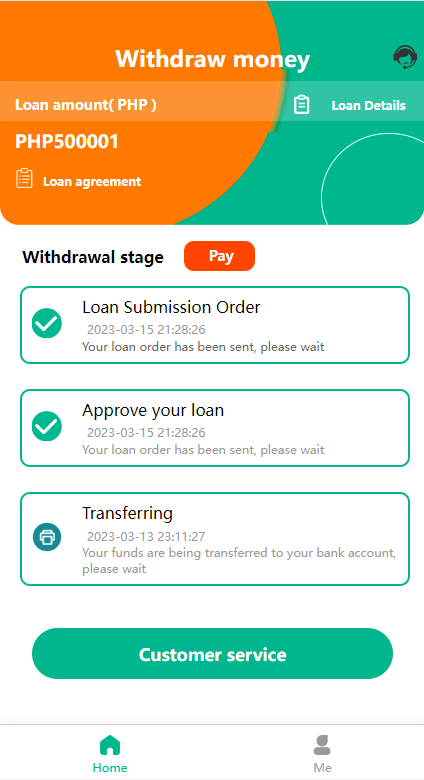 Withdraw money
Loan amount( PHP )
Loan Details
PHP500001
Loan agreement
Withdrawal stage
Pay
Loan Submission Order
2023-03-15 21:28:26
Your loan order has been sent, please wait
Approve your loan
2023-03-15 21:28:26
Your loan order has been sent, please wait
Transferring
2023-03-13 23:11:27
Your funds are being transferred to your bank account,
please wait
Customer service
Home
Me